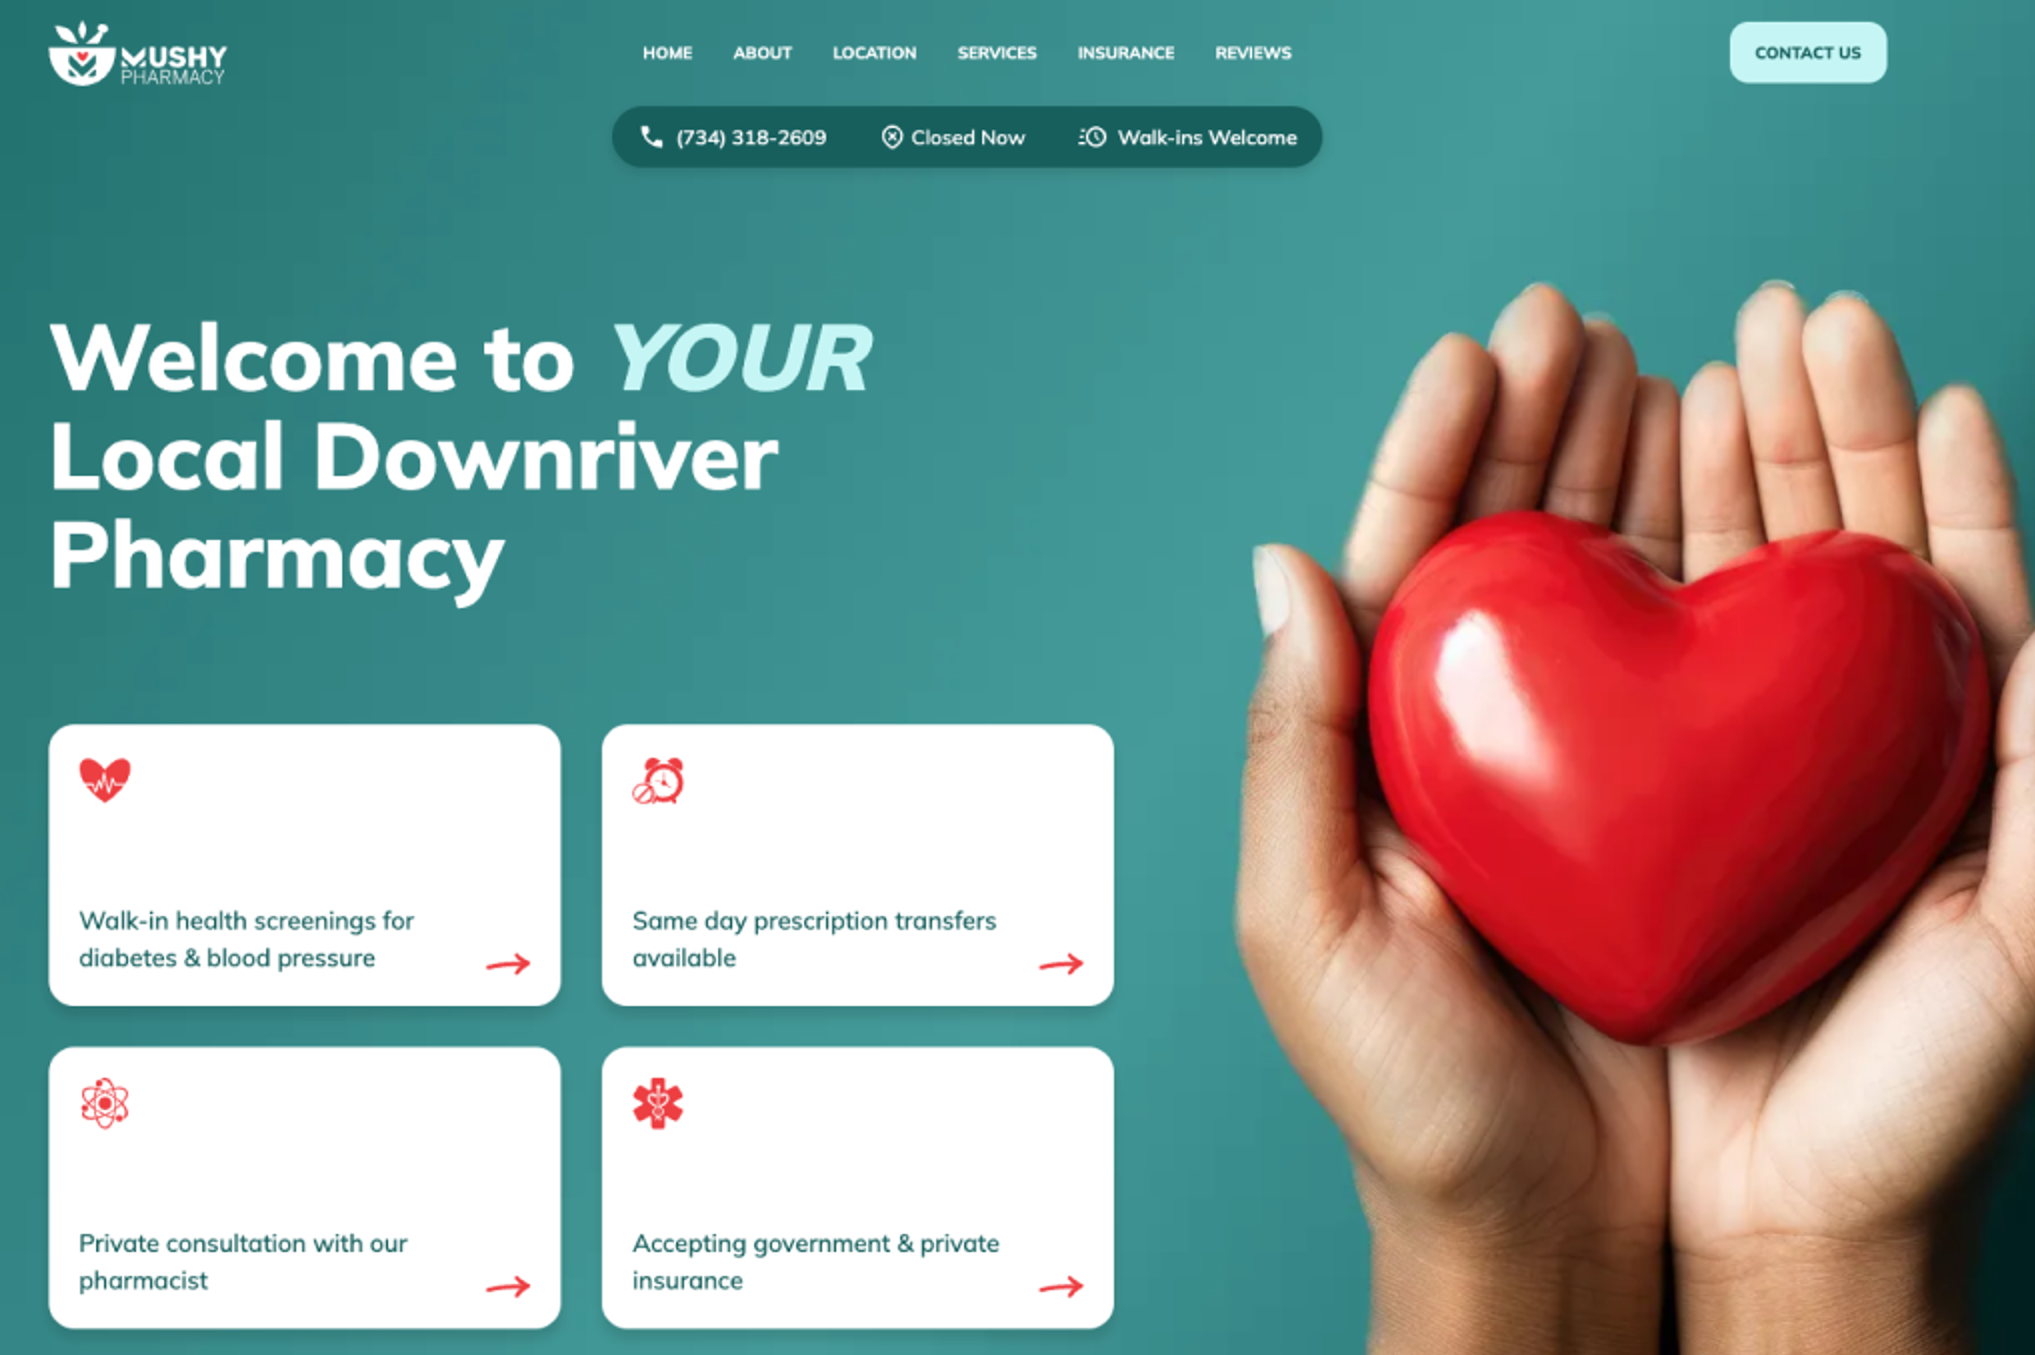 MUSHY
PHARMACY
HOME ABOUT LOCATION SERVICES INSURANCE REVIEWS
CONTACT US
(734) 318-2609 Closed Now Walk-ins Welcome
Welcome to YOUR
Local Downriver
Pharmacy
Walk-in health screenings for
diabetes & blood pressure
Same day prescription transfers
available
Private consultation with our
pharmacist
Accepting government & private
insurance